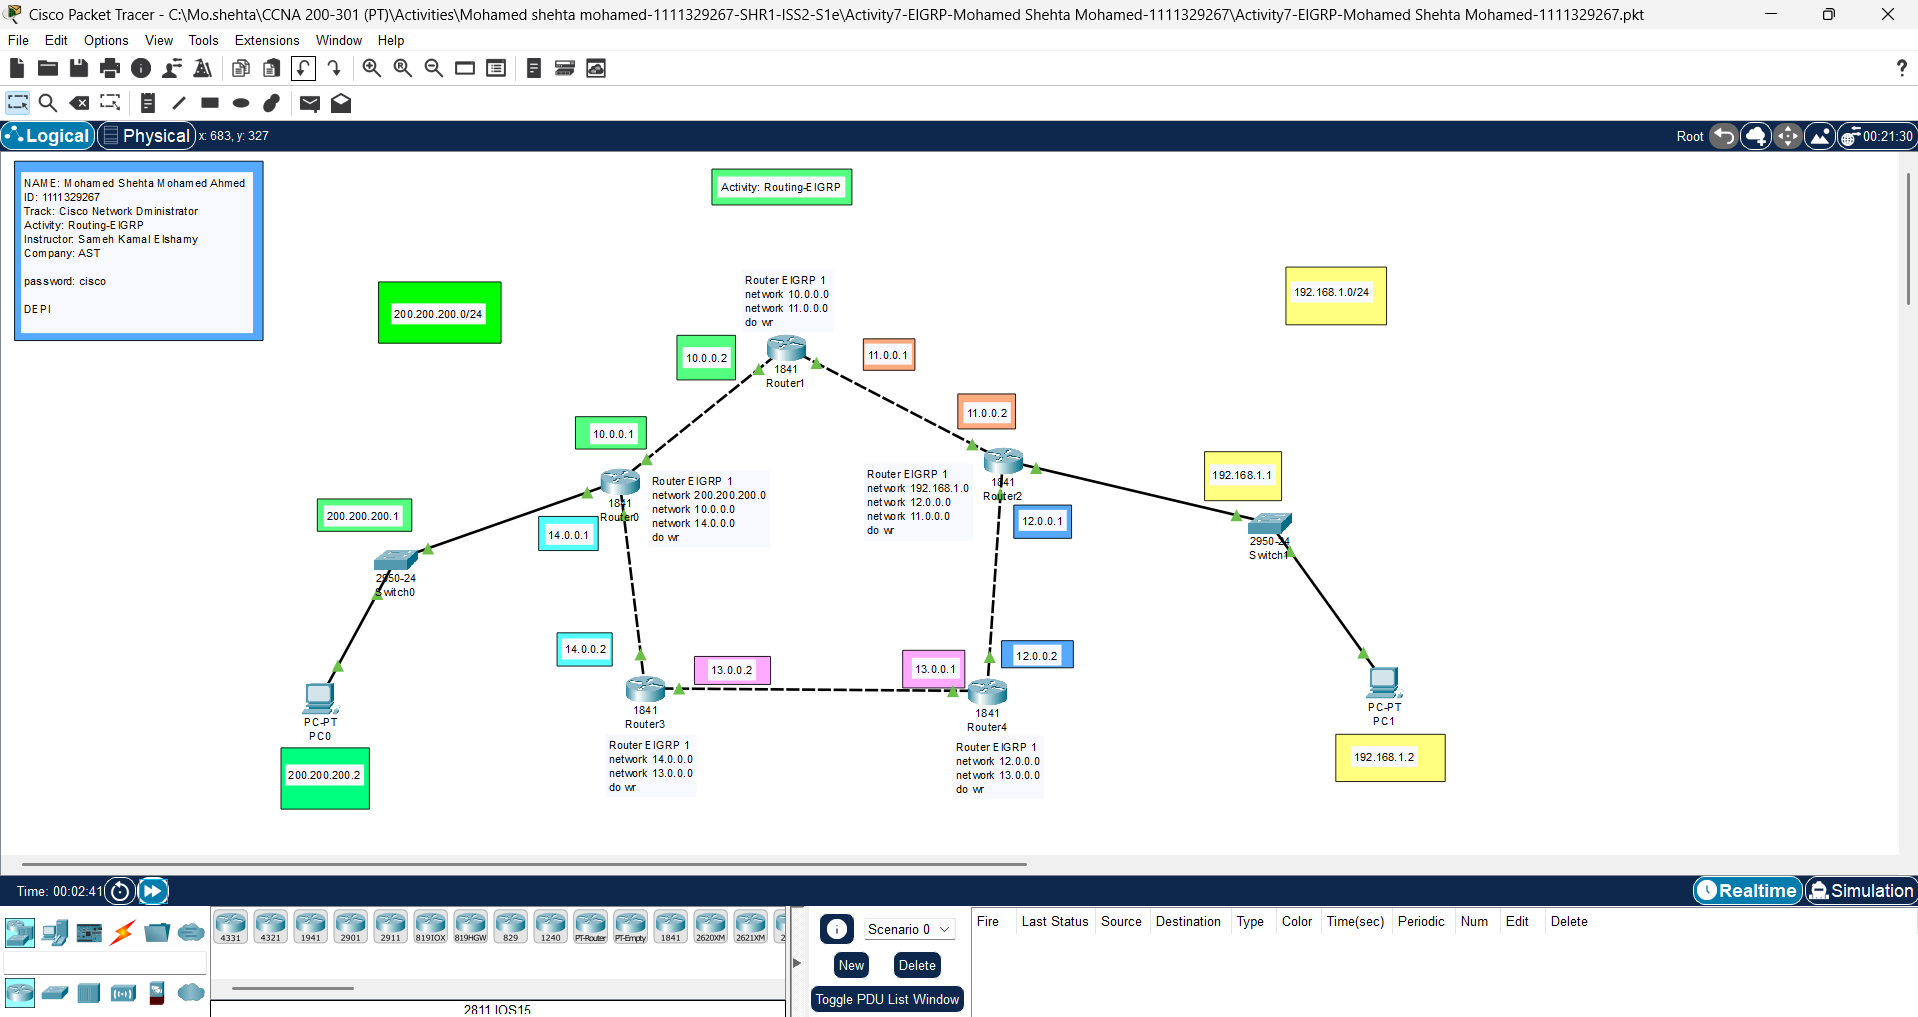 Cisco Packet Tracer - C:\Mo.shehta\CCNA 200-301 (PT)\Activities\Mohamed shehta mohamed-1111329267-SHR1-ISS2-S1e\Activity7-EIGRP-Mohamed Shehta Mohamed-1111329267\Activity7-EIGRP-Mohamed Shehta Mohamed-1111329267.pkt
File Edit Options View Tools Extensions Window Help
?
Logical Physical x: 683, y: 327 Root 00:21:30
NAME: Mohamed Shehta Mohamed Ahmed
ID: 1111329267
Track: Cisco Network Dministrator
Activity: Routing-EIGRP
Instructor: Sameh Kamal Elshamy
Company: AST
password: cisco
DEPI
Activity: Routing-EIGRP
200.200.200.0/24
192.168.1.0/24
Router EIGRP 1
network 10.0.0.0
network 11.0.0.0
do wr
10.0.0.2
1841
Router1
11.0.0.1
11.0.0.2
10.0.0.1
1841
Router0
Router EIGRP 1
network 200.200.200.0
network 10.0.0.0
network 14.0.0.0
do wr
Router EIGRP 1
network 192.168.1.0
network 12.0.0.0
network 11.0.0.0
do wr
1841
Router2
192.168.1.1
200.200.200.1
14.0.0.1
12.0.0.1
2950-24
Switch1
2950-24
Switch0
14.0.0.2
13.0.0.2
13.0.0.1
12.0.0.2
1841
Router3
1841
Router4
PC-PT
PC0
PC-PT
PC1
200.200.200.2
Router EIGRP 1
network 14.0.0.0
network 13.0.0.0
do wr
Router EIGRP 1
network 12.0.0.0
network 13.0.0.0
do wr
192.168.1.2
Time: 00:02:41 Realtime Simulation
4331 4321 1941 2901 2911 819IOX 819HGW 829 1240 PT-Router PT-Empty 1841 2620XM 2621XM 2
2811 IOS15
Scenario 0
New Delete
Toggle PDU List Window
Fire Last Status Source Destination Type Color Time(sec) Periodic Num Edit Delete